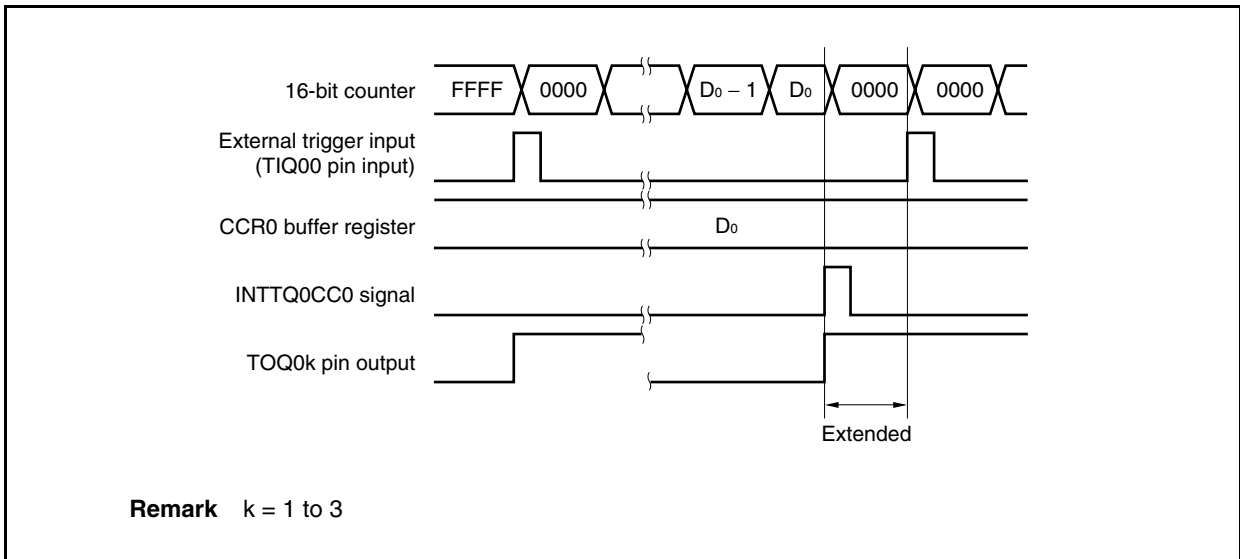 16-bit counter FFFF 0000 D₀ – 1 D₀ 0000 0000
External trigger input
(TIQ00 pin input)
CCR0 buffer register D₀
INTTQ0CC0 signal
TOQ0k pin output
Extended
Remark k = 1 to 3